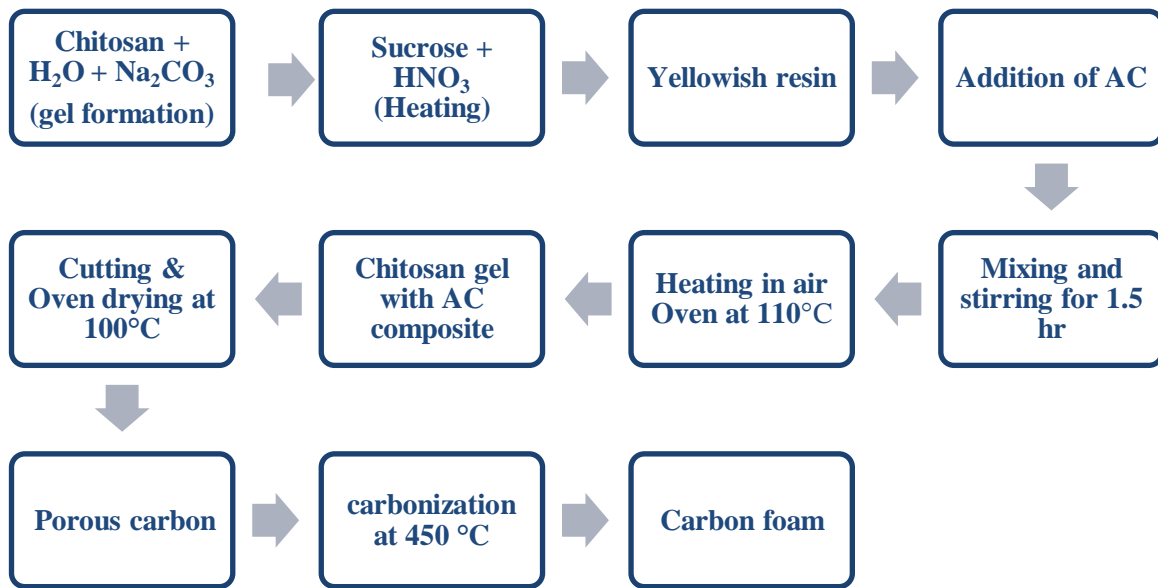 Chitosan +
H₂O + Na₂CO₃
(gel formation)
Sucrose +
HNO₃
(Heating)
Yellowish resin
Addition of AC
Mixing and
stirring for 1.5
hr
Heating in air
Oven at 110°C
Chitosan gel
with AC
composite
Cutting &
Oven drying at
100°C
Porous carbon
carbonization
at 450 °C
Carbon foam